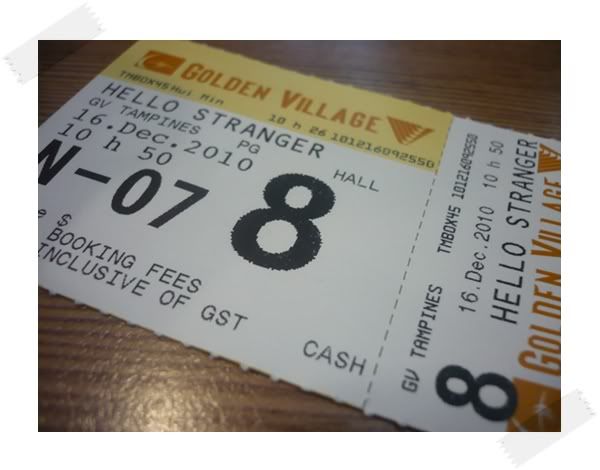 GOLDEN VILLAGE
TMBOX45Hui Min 10 h 26 101216092550
HELLO STRANGER
GV TAMPINES PG
16.Dec.2010 HALL
10 h 50
N-07 8
$
BOOKING FEES
INCLUSIVE OF GST
CASH
TMBOX45 101216092550
16.Dec.2010 10 h 50
HELLO STRANGER
GOLDEN VILLAGE
GV TAMPINES
8